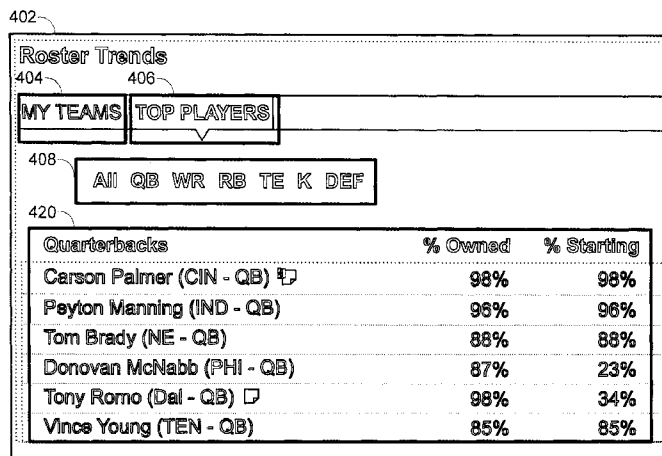 402
Roster Trends
404 406
MY TEAMS TOP PLAYERS
408
All QB WR RB TE K DEF
420
Quarterbacks % Owned % Starting
Carson Palmer (CIN - QB) 98% 98%
Peyton Manning (IND - QB) 96% 96%
Tom Brady (NE - QB) 88% 88%
Donovan McNabb (PHI - QB) 87% 23%
Tony Romo (Dal - QB) 98% 34%
Vince Young (TEN - QB) 85% 85%